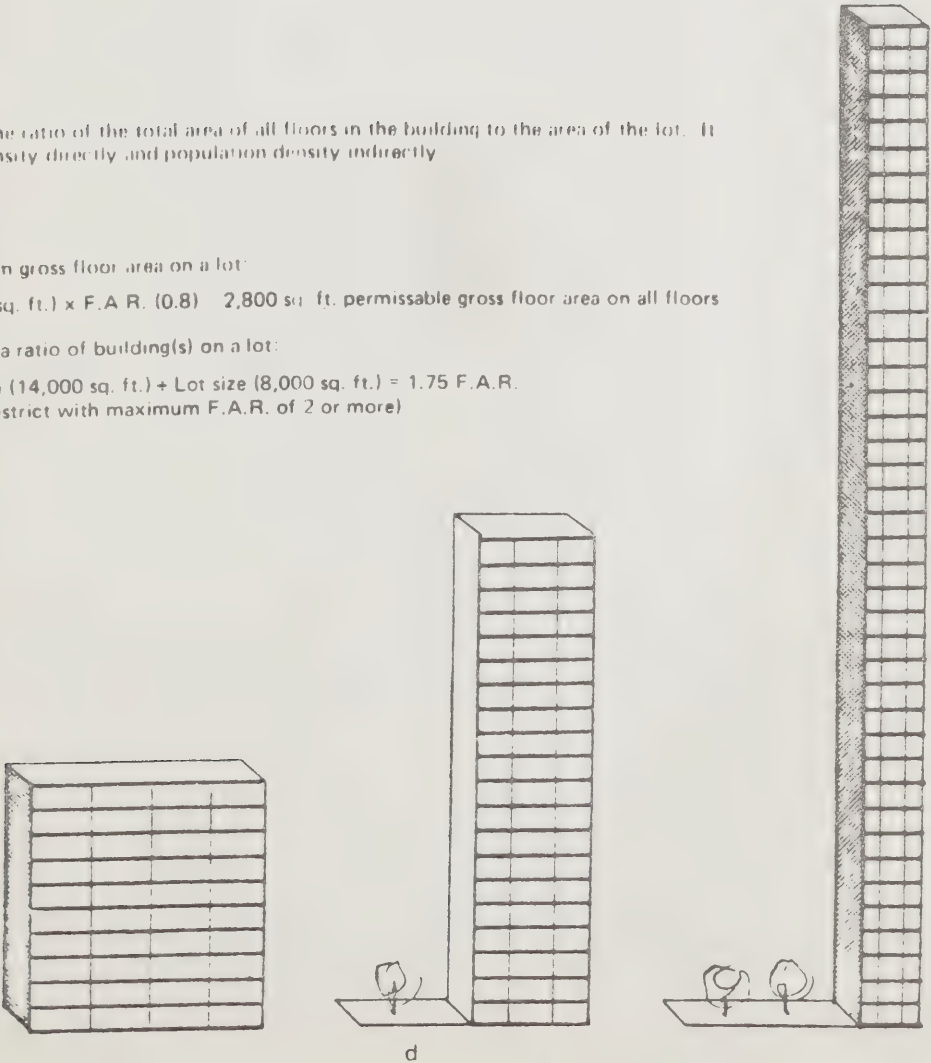 he ratio of the total area of all floors in the building to the area of the lot. It
nsity directly and population density indirectly
n gross floor area on a lot:
sq. ft.) x F.A R. (0.8) 2,800 sq ft. permissable gross floor area on all floors
a ratio of building(s) on a lot:
(14,000 sq. ft.) + Lot size (8,000 sq. ft.) = 1.75 F.A.R.
strict with maximum F.A.R. of 2 or more)
d